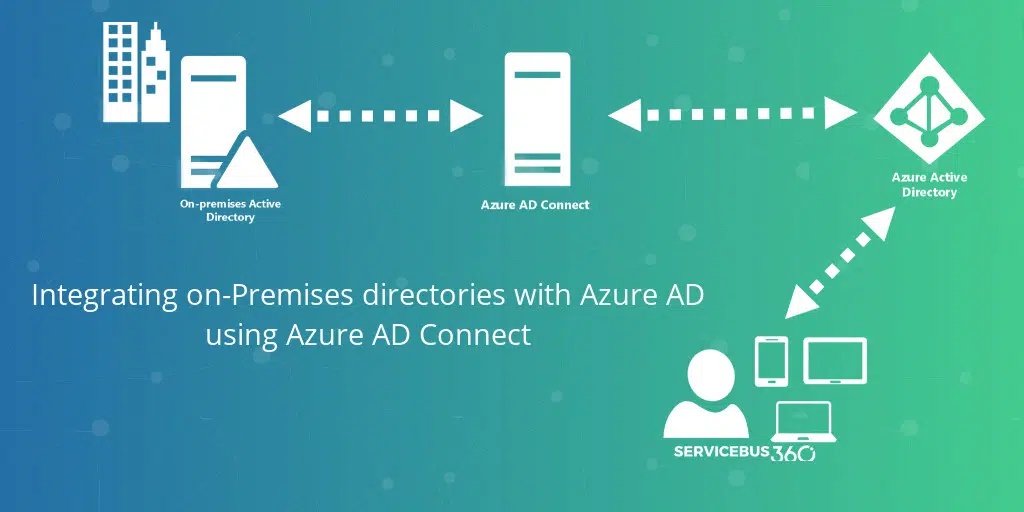 On-premises Active
Directory
Azure AD Connect
Azure Active
Directory
Integrating on-Premises directories with Azure AD
using Azure AD Connect
SERVICEBUS360